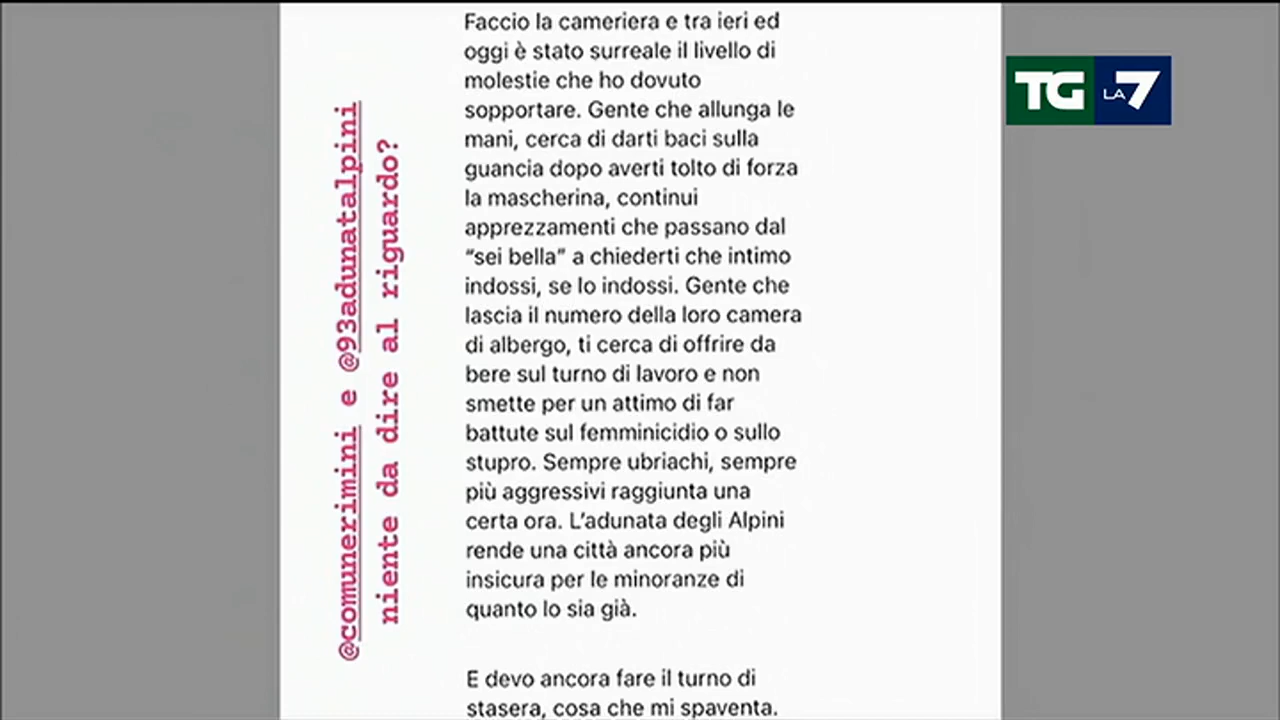 Faccio la cameriera e tra ieri ed
oggi è stato surreale il livello di
molestie che ho dovuto
sopportare. Gente che allunga le
mani, cerca di darti baci sulla
guancia dopo averti tolto di forza
la mascherina, continui
apprezzamenti che passano dal
“sei bella” a chiederti che intimo
indossi, se lo indossi. Gente che
lascia il numero della loro camera
di albergo, ti cerca di offrire da
bere sul turno di lavoro e non
smette per un attimo di far
battute sul femminicidio o sullo
stupro. Sempre ubriachi, sempre
più aggressivi raggiunta una
certa ora. L’adunata degli Alpini
rende una città ancora più
insicura per le minoranze di
quanto lo sia già.
E devo ancora fare il turno di
stasera, cosa che mi spaventa.
@comunerimini e @93adunatalpini
niente da dire al riguardo?
TG LA7